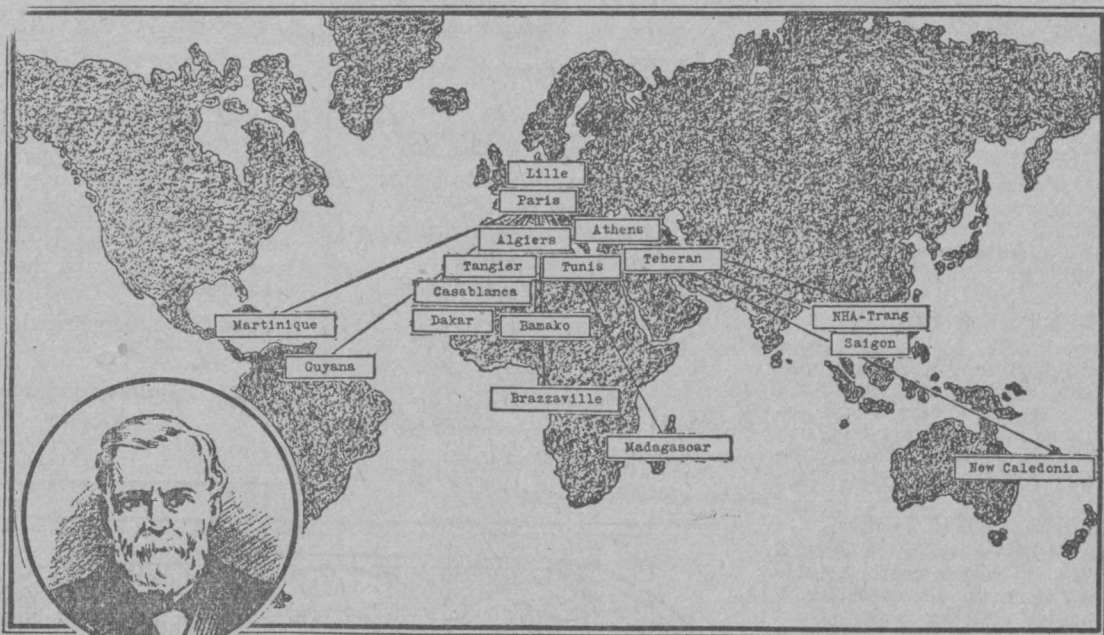 Lille
Paris
Algiers
Athens
Tangier
Tunis
Teheran
Casablanca
Dakar
Bamako
Martinique
NHA-Trang
Saigon
Guyana
Brazzaville
Madagascar
New Caledonia